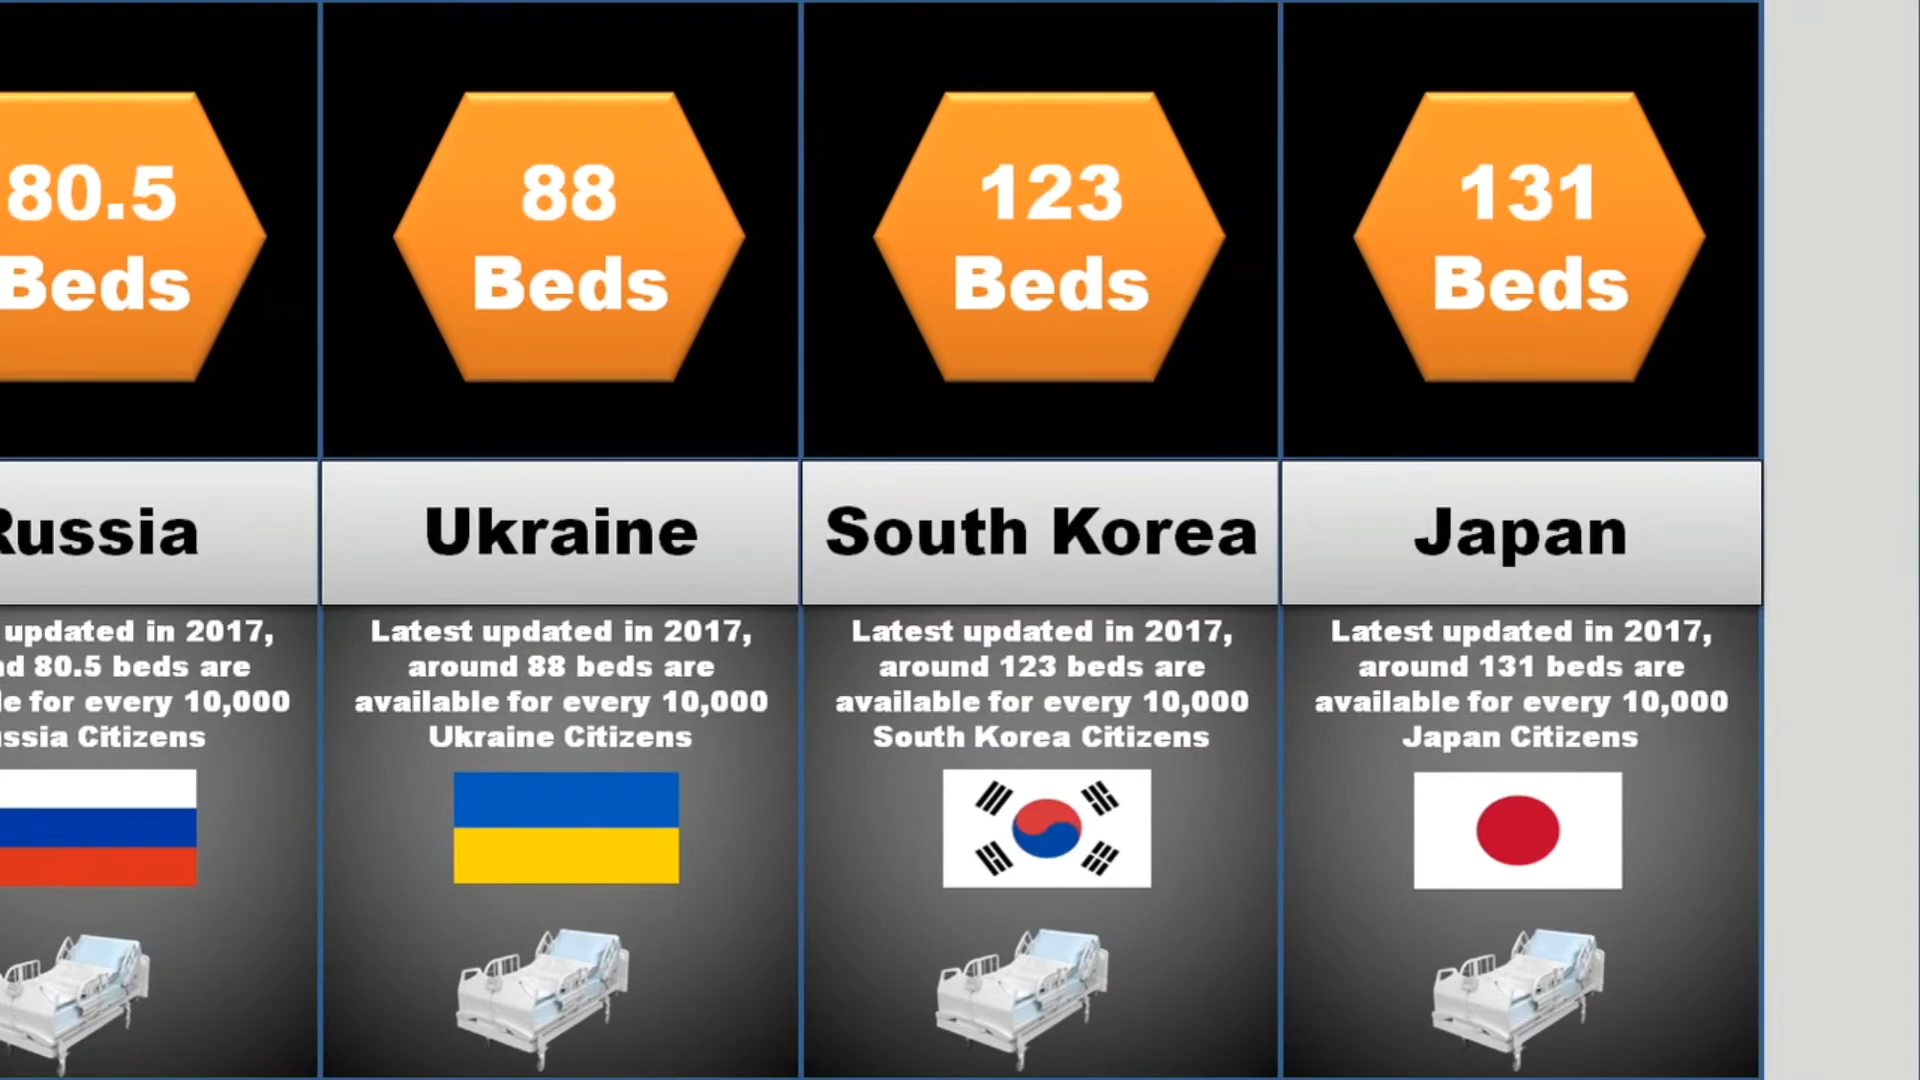 80.5
Beds
88
Beds
123
Beds
131
Beds
Russia
Ukraine
South Korea
Japan
updated in 2017,
80.5 beds are
for every 10,000
Citizens
Latest updated in 2017,
around 88 beds are
available for every 10,000
Ukraine Citizens
Latest updated in 2017,
around 123 beds are
available for every 10,000
South Korea Citizens
Latest updated in 2017,
around 131 beds are
available for every 10,000
Japan Citizens